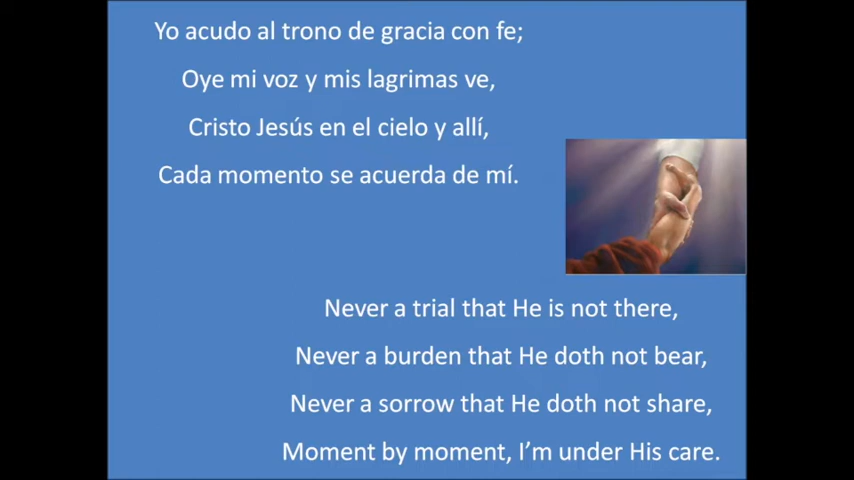 Yo acudo al trono de gracia con fe;
Oye mi voz y mis lagrimas ve,
Cristo Jesús en el cielo y allí,
Cada momento se acuerda de mí.
Never a trial that He is not there,
Never a burden that He doth not bear,
Never a sorrow that He doth not share,
Moment by moment, I'm under His care.